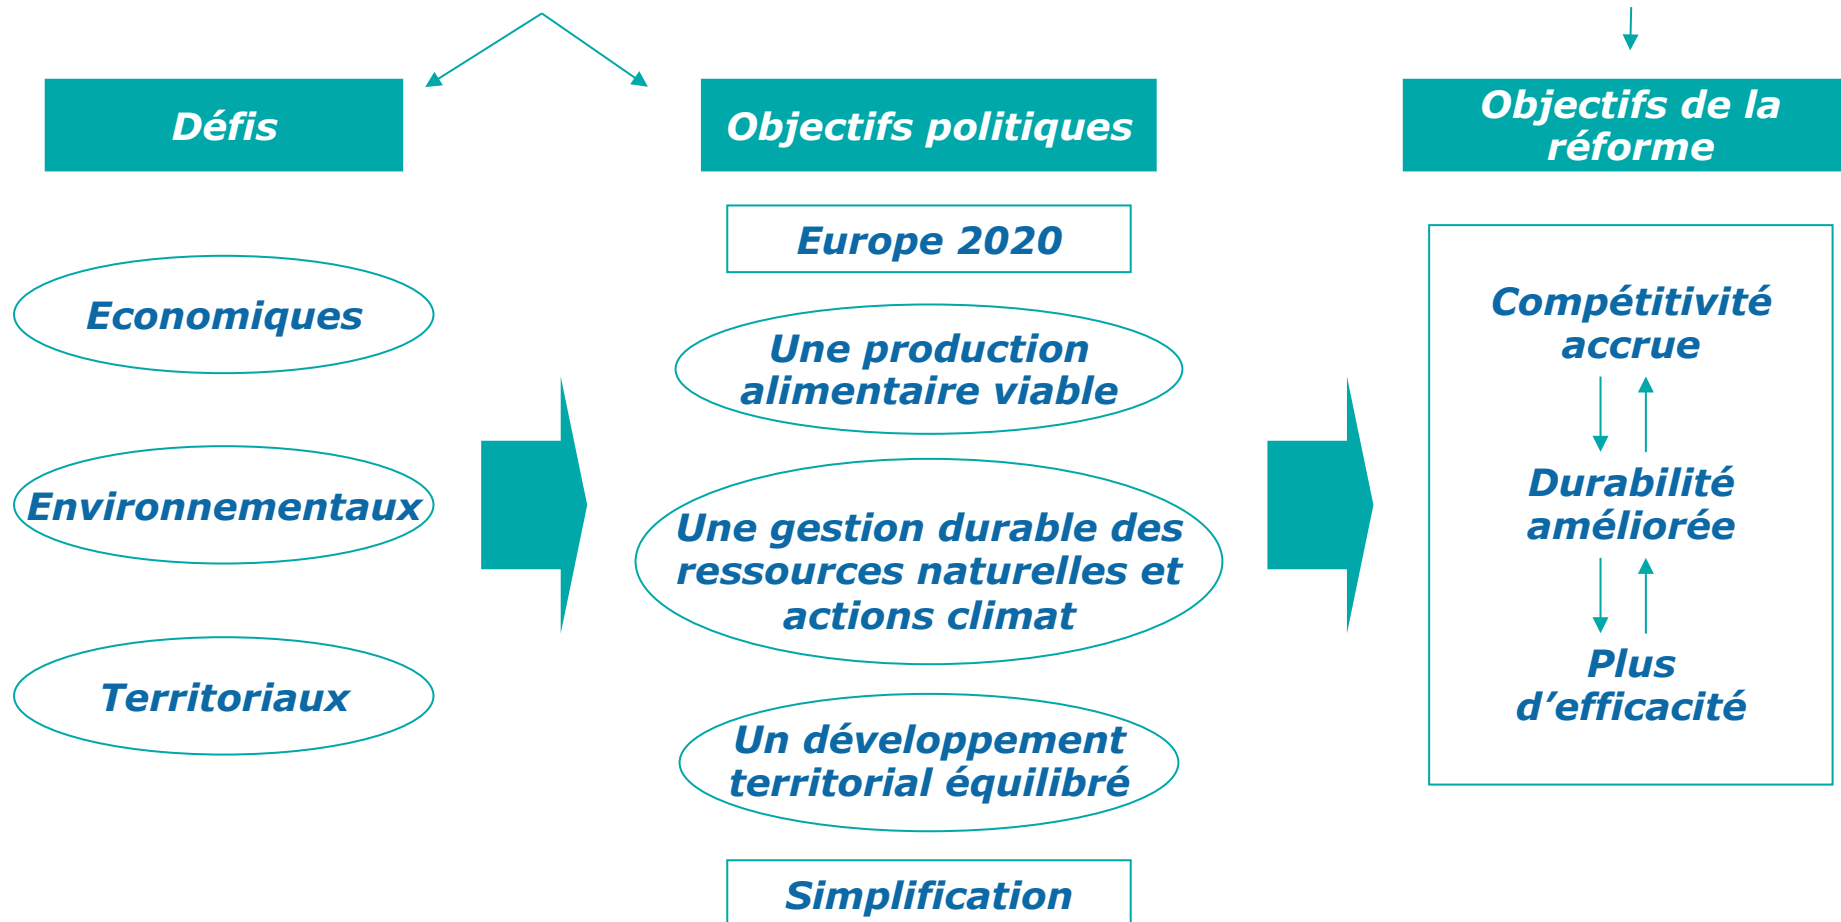 Défis
Economiques
Environnementaux
Territoriaux
Objectifs politiques
Europe 2020
Une production
alimentaire viable
Une gestion durable des
ressources naturelles et
actions climat
Un développement
territorial équilibré
Simplification
Objectifs de la
réforme
Compétitivité
accrue
Durabilité
améliorée
Plus
d’efficacité